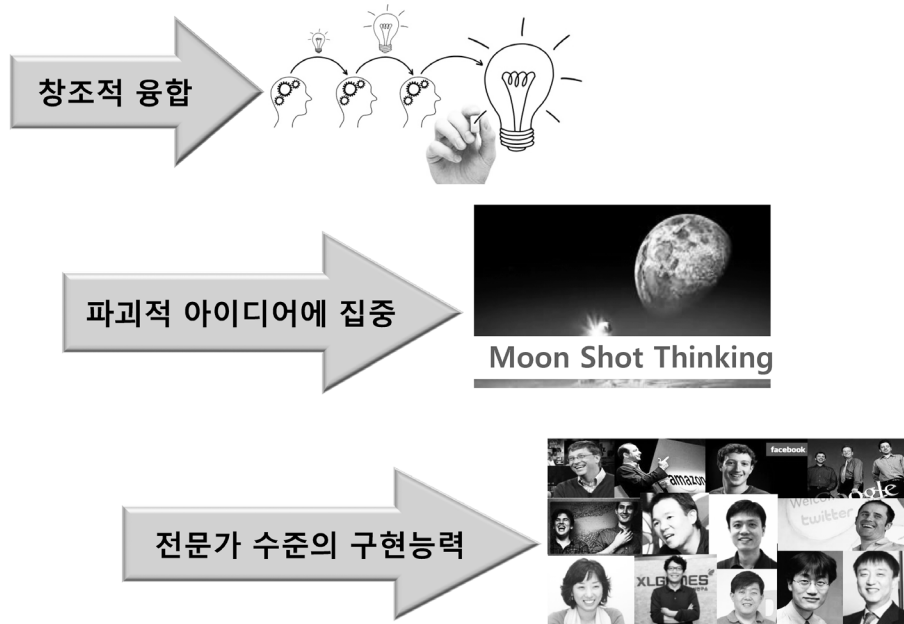 창조적 융합
파괴적 아이디어에 집중
Moon Shot Thinking
전문가 수준의 구현능력
facebook
amazon
Google
twitter